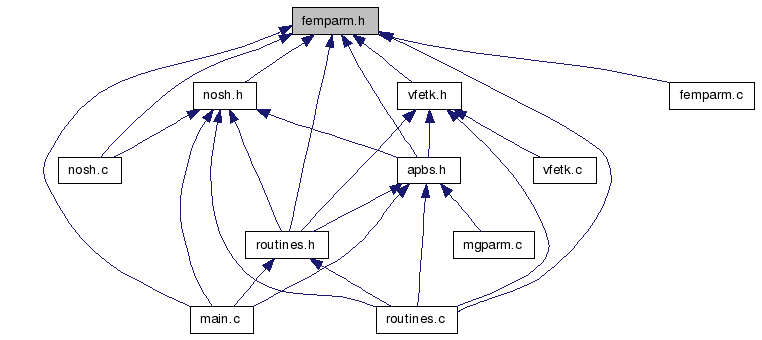 femparm.h
nosh.h
vfetk.h
femparm.c
nosh.c
apbs.h
vfetk.c
routines.h
mgparm.c
main.c
routines.c